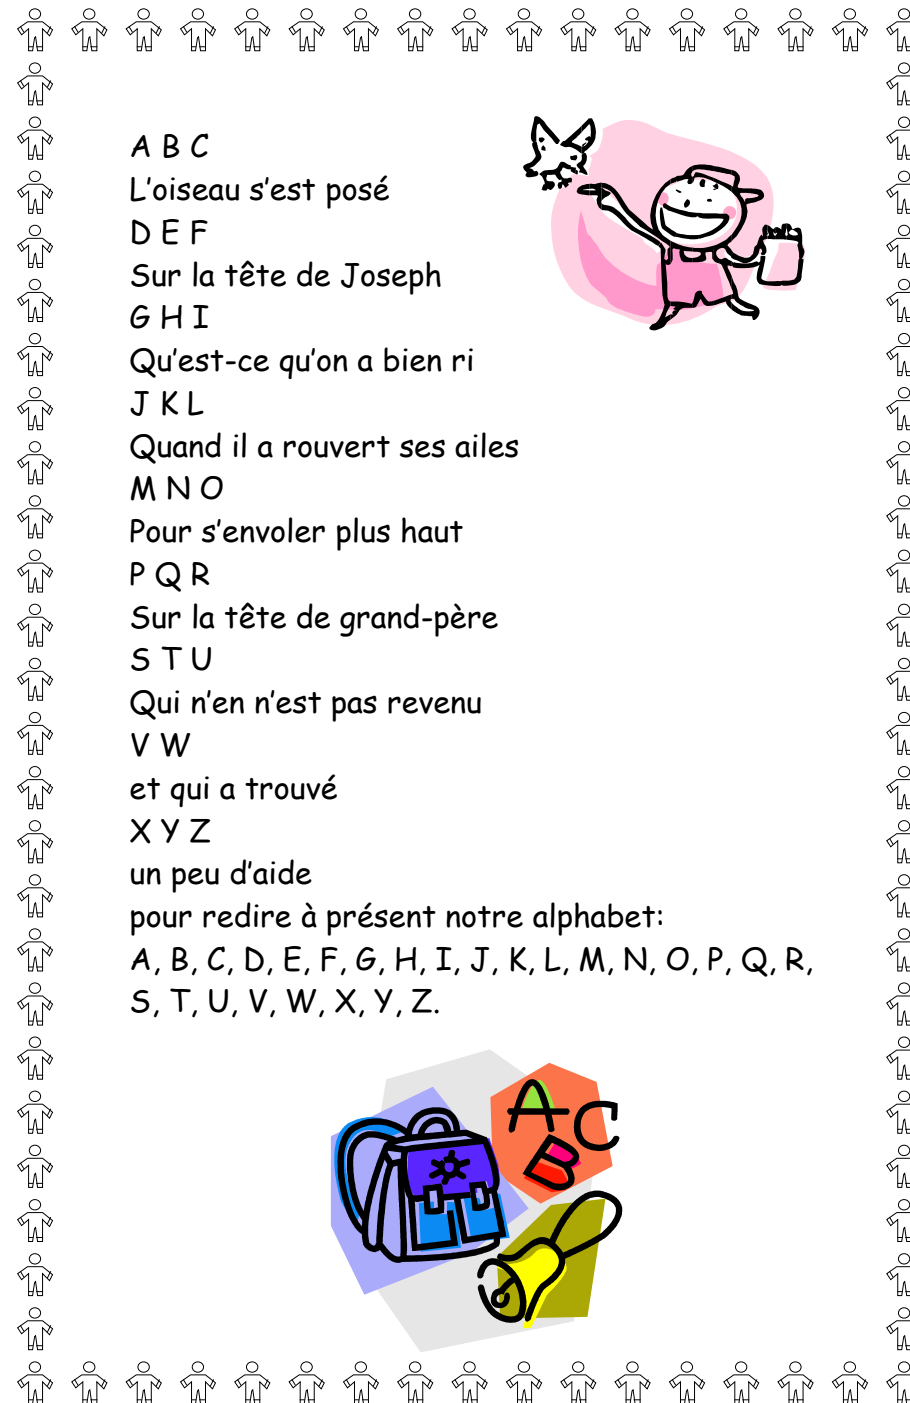 A B C
L'oiseau s'est posé
D E F
Sur la tête de Joseph
G H I
Qu'est-ce qu'on a bien ri
J K L
Quand il a rouvert ses ailes
M N O
Pour s'envoler plus haut
P Q R
Sur la tête de grand-père
S T U
Qui n'en n'est pas revenu
V W
et qui a trouvé
X Y Z
un peu d'aide
pour redire à présent notre alphabet:
A, B, C, D, E, F, G, H, I, J, K, L, M, N, O, P, Q, R,
S, T, U, V, W, X, Y, Z.
A C
B